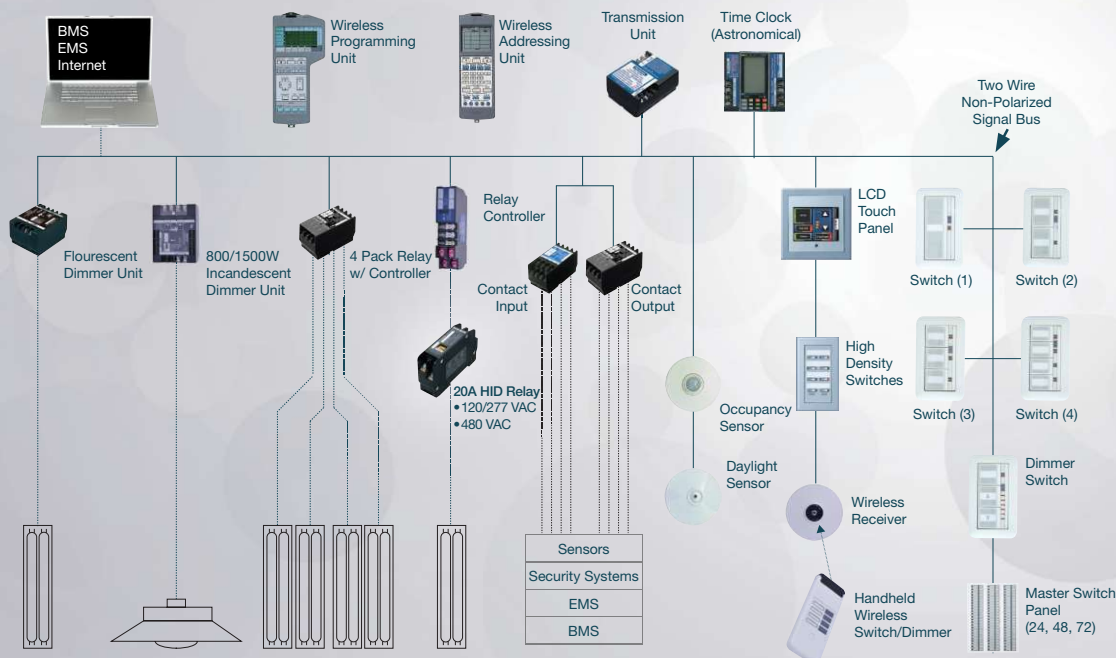 BMS
EMS
Internet
Wireless
Programming
Unit
Wireless
Addressing
Unit
Transmission
Unit
Time Clock
(Astronomical)
Two Wire
Non-Polarized
Signal Bus
Flourescent
Dimmer Unit
800/1500W
Incandescent
Dimmer Unit
4 Pack Relay
w/ Controller
Relay
Controller
Contact
Input
Contact
Output
LCD
Touch
Panel
Switch (1)
Switch (2)
20A HID Relay
•120/277 VAC
•480 VAC
Occupancy
Sensor
Daylight
Sensor
High
Density
Switches
Switch (3)
Switch (4)
Dimmer
Switch
Wireless
Receiver
Sensors
Security Systems
EMS
BMS
Handheld
Wireless
Switch/Dimmer
Master Switch
Panel
(24, 48, 72)